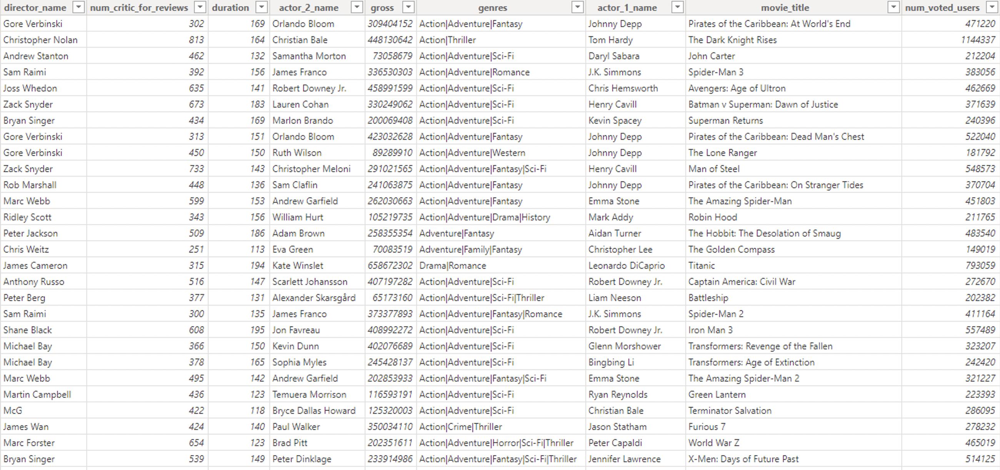 director_name num_critic_for_reviews duration actor_2_name gross genres actor_1_name movie_title num_voted_users
Gore Verbinski 302 169 Orlando Bloom 309404152 Action|Adventure|Fantasy Johnny Depp Pirates of the Caribbean: At World's End 471220
Christopher Nolan 813 164 Christian Bale 448130642 Action|Thriller Tom Hardy The Dark Knight Rises 1144337
Andrew Stanton 462 132 Samantha Morton 73058679 Action|Adventure|Sci-Fi Daryl Sabara John Carter 212204
Sam Raimi 392 156 James Franco 336530303 Action|Adventure|Romance J.K. Simmons Spider-Man 3 383056
Joss Whedon 635 141 Robert Downey Jr. 458991599 Action|Adventure|Sci-Fi Chris Hemsworth Avengers: Age of Ultron 462669
Zack Snyder 673 183 Lauren Cohan 330249062 Action|Adventure|Sci-Fi Henry Cavill Batman v Superman: Dawn of Justice 371639
Bryan Singer 434 169 Marlon Brando 200069408 Action|Adventure|Sci-Fi Kevin Spacey Superman Returns 240396
Gore Verbinski 313 151 Orlando Bloom 423032628 Action|Adventure|Fantasy Johnny Depp Pirates of the Caribbean: Dead Man's Chest 522040
Gore Verbinski 450 150 Ruth Wilson 89289910 Action|Adventure|Western Johnny Depp The Lone Ranger 181792
Zack Snyder 733 143 Christopher Meloni 291021565 Action|Adventure|Fantasy|Sci-Fi Henry Cavill Man of Steel 548573
Rob Marshall 448 136 Sam Claflin 241063875 Action|Adventure|Fantasy Johnny Depp Pirates of the Caribbean: On Stranger Tides 370704
Marc Webb 599 153 Andrew Garfield 262030663 Action|Adventure|Fantasy Emma Stone The Amazing Spider-Man 451803
Ridley Scott 343 156 William Hurt 105219735 Action|Adventure|Drama|History Mark Addy Robin Hood 211765
Peter Jackson 509 186 Adam Brown 258355354 Adventure|Fantasy Aidan Turner The Hobbit: The Desolation of Smaug 483540
Chris Weitz 251 113 Eva Green 70083519 Adventure|Family|Fantasy Christopher Lee The Golden Compass 149019
James Cameron 315 194 Kate Winslet 658672302 Drama|Romance Leonardo DiCaprio Titanic 793059
Anthony Russo 516 147 Scarlett Johansson 407197282 Action|Adventure|Sci-Fi Robert Downey Jr. Captain America: Civil War 272670
Peter Berg 377 131 Alexander Skarsgård 65173160 Action|Adventure|Sci-Fi|Thriller Liam Neeson Battleship 202382
Sam Raimi 300 135 James Franco 373377893 Action|Adventure|Fantasy|Romance J.K. Simmons Spider-Man 2 411164
Shane Black 608 195 Jon Favreau 408992272 Action|Adventure|Sci-Fi Robert Downey Jr. Iron Man 3 557489
Michael Bay 366 150 Kevin Dunn 402076689 Action|Adventure|Sci-Fi Glenn Morshower Transformers: Revenge of the Fallen 323207
Michael Bay 378 165 Sophia Myles 245428137 Action|Adventure|Sci-Fi Bingbing Li Transformers: Age of Extinction 242420
Marc Webb 495 142 Andrew Garfield 202853933 Action|Adventure|Fantasy|Sci-Fi Emma Stone The Amazing Spider-Man 2 321227
Martin Campbell 436 123 Temuera Morrison 116593191 Action|Adventure|Sci-Fi Ryan Reynolds Green Lantern 223393
McG 422 118 Bryce Dallas Howard 125320003 Action|Adventure|Sci-Fi Christian Bale Terminator Salvation 286095
James Wan 424 140 Paul Walker 350034110 Action|Crime|Thriller Jason Statham Furious 7 278232
Marc Forster 654 123 Brad Pitt 202351611 Action|Adventure|Horror|Sci-Fi|Thriller Peter Capaldi World War Z 465019
Bryan Singer 539 149 Peter Dinklage 233914986 Action|Adventure|Fantasy|Sci-Fi|Thriller Jennifer Lawrence X-Men: Days of Future Past 514125